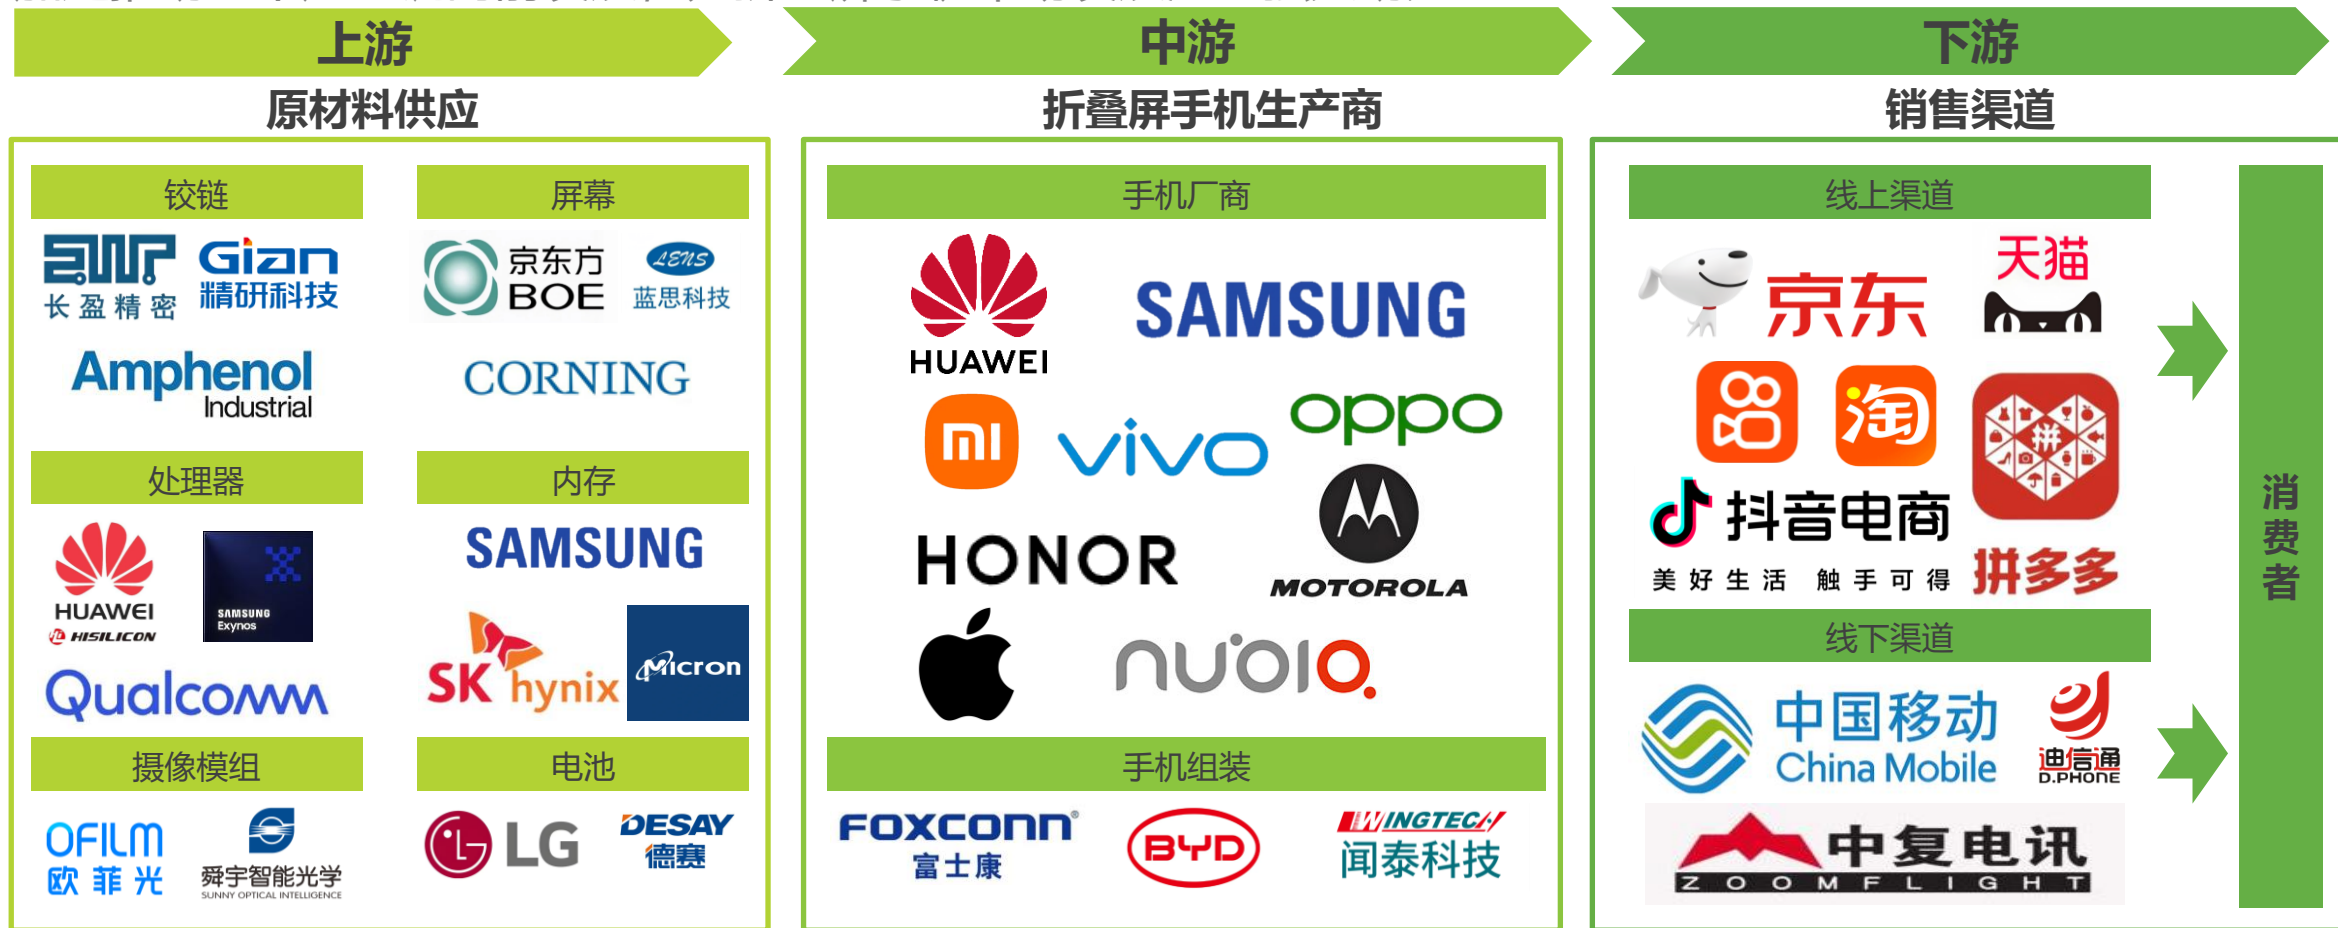 上游
中游
下游
原材料供应
折叠屏手机生产商
销售渠道
铰链
屏幕
EWP
长盈精密
Gian
精研科技
京东方
BOE
LENS
蓝思科技
Amphenol
Industrial
CORNING
处理器
内存
HUAWEI
HISILICON
SAMSUNG
Exynos
Qualcomm
SAMSUNG
SK hynix
Micron
摄像模组
电池
OFILM
欧菲光
舜宇智能光学
SUNNY OPTICAL INTELLIGENCE
LG
DESAY
德赛
手机厂商
HUAWEI
SAMSUNG
mi
vivo
oppo
HONOR
MOTOROLA
nubia
手机组装
FOXCONN®
富士康
BYD
WINGTECH
闻泰科技
线上渠道
京东
天猫
淘
拼
抖音电商
美好生活 触手可得
拼多多
线下渠道
中国移动
China Mobile
迪信通
D.PHONE
中复电讯
ZOOMFLIGHT
消费者